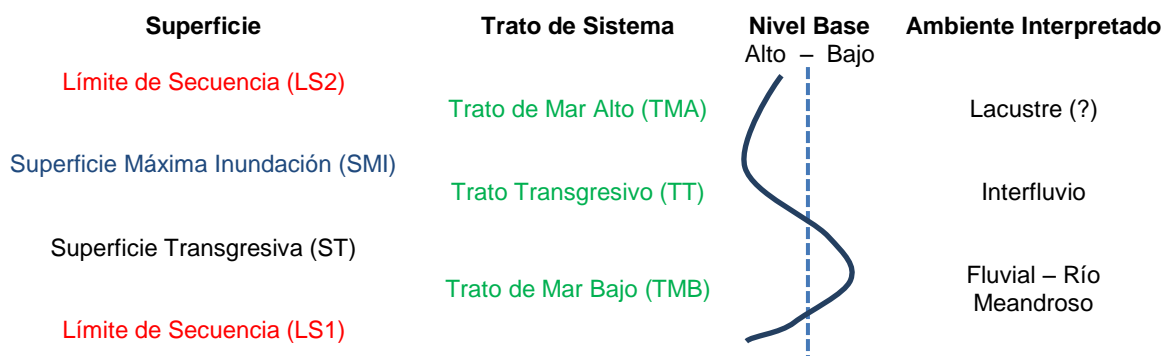 Superficie Trato de Sistema Nivel Base Ambiente Interpretado
Alto – Bajo
Límite de Secuencia (LS2)
Trato de Mar Alto (TMA) Lacustre (?)
Superficie Máxima Inundación (SMI)
Trato Transgresivo (TT) Interfluvio
Superficie Transgresiva (ST)
Fluvial – Río
Trato de Mar Bajo (TMB) Meandroso
Límite de Secuencia (LS1)